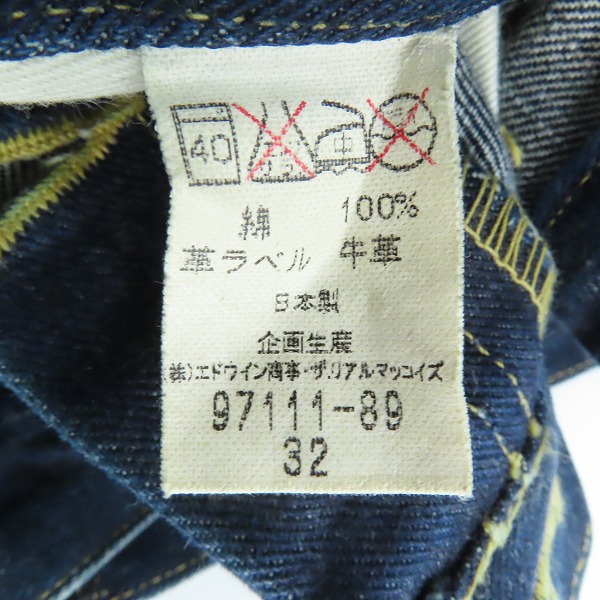 40 中
綿 100%
革ラベル 牛革
日本製
企画生産
(株)エドウイン商事・ザ.リアルマッコイズ
97111-89
32